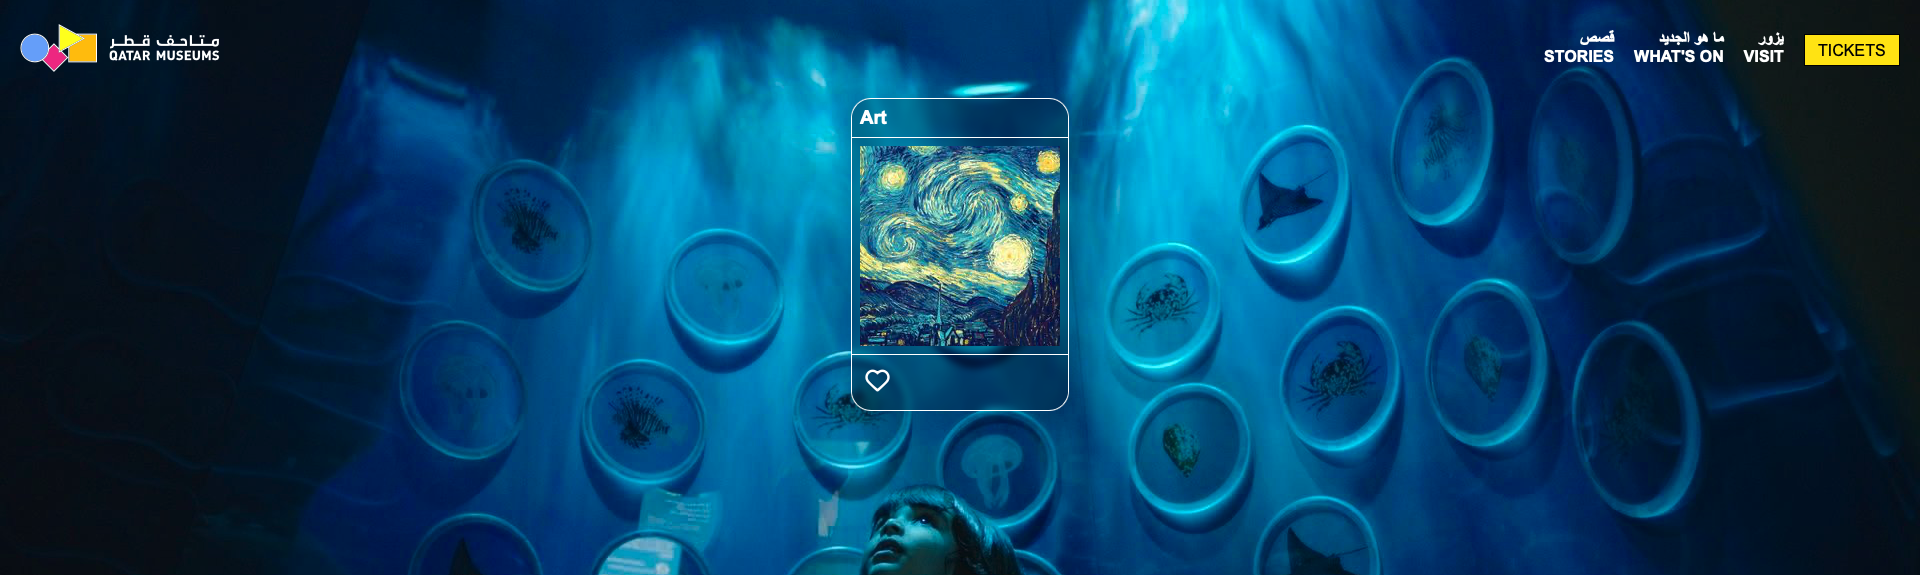 متاحف قطر
QATAR MUSEUMS
قصص
STORIES
ما هو الجديد
WHAT'S ON
يزور
VISIT
TICKETS
Art